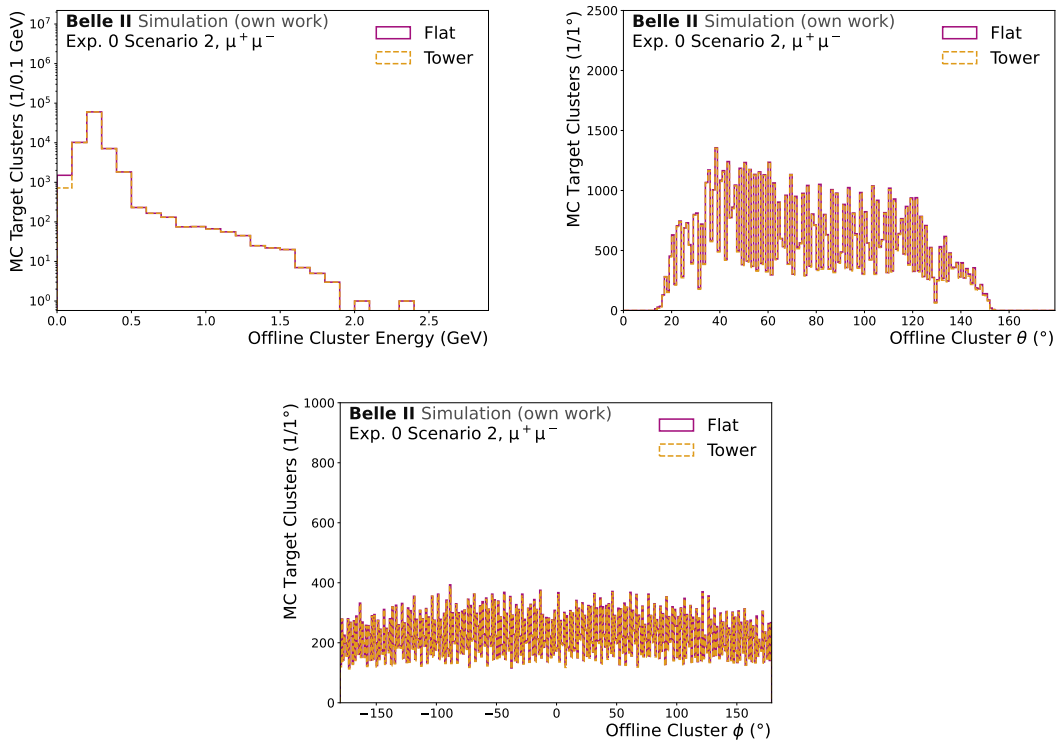 Belle II Simulation (own work)
Exp. 0 Scenario 2, μ⁺μ⁻
Flat
Tower
MC Target Clusters (1/0.1 GeV)
10⁷
10⁶
10⁵
10⁴
10³
10²
10¹
10⁰
0.0 0.5 1.0 1.5 2.0 2.5
Offline Cluster Energy (GeV)
Belle II Simulation (own work)
Exp. 0 Scenario 2, μ⁺μ⁻
Flat
Tower
MC Target Clusters (1/1°)
2500
2000
1500
1000
500
0
0 20 40 60 80 100 120 140 160
Offline Cluster θ (°)
Belle II Simulation (own work)
Exp. 0 Scenario 2, μ⁺μ⁻
Flat
Tower
MC Target Clusters (1/1°)
1000
800
600
400
200
0
−150 −100 −50 0 50 100 150
Offline Cluster ϕ (°)